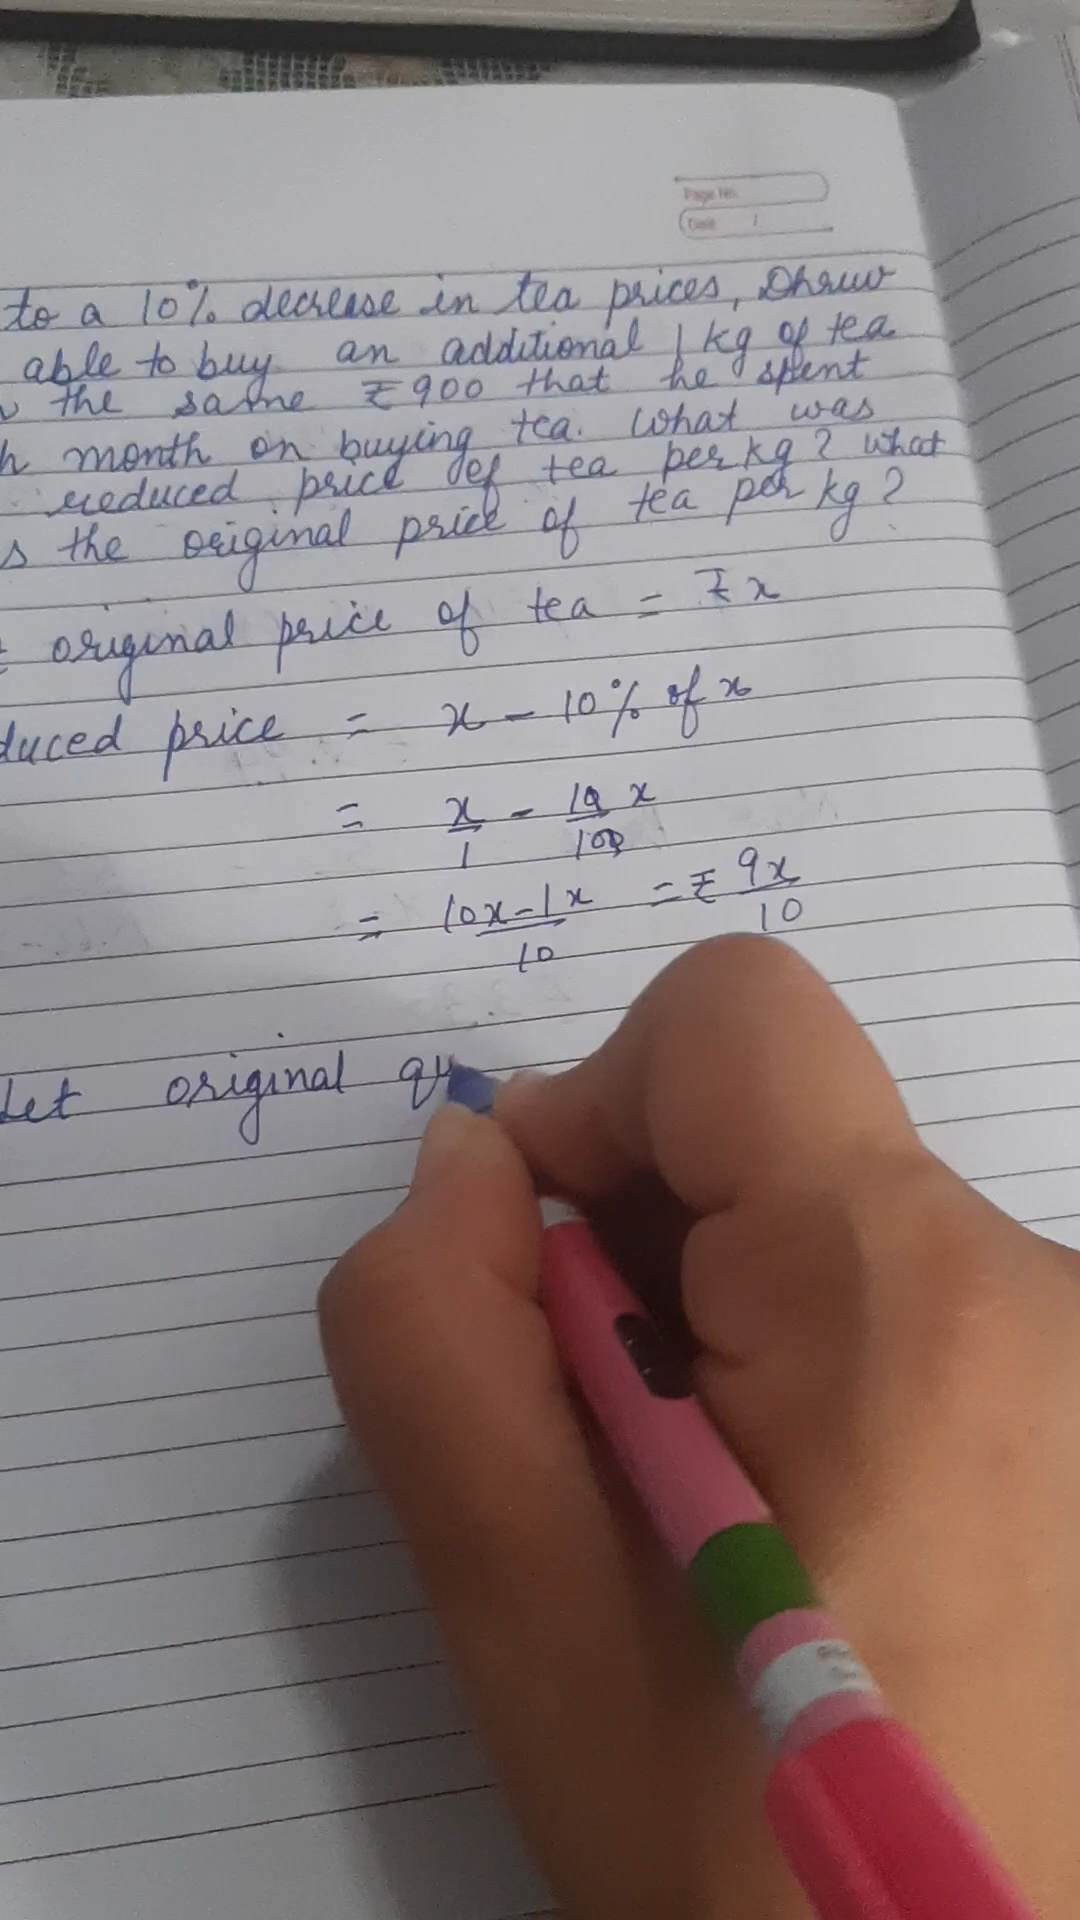 Page No.
Date /
to a 10% decrease in tea prices, Dhruv
able to buy an additional 1 kg of tea
the same ₹900 that he spent
h month on buying tea. What was
reduced price of tea per kg? What
s the original price of tea per kg?
original price of tea = ₹x
duced price = x - 10% of x
= x/1 - 10/100 x
= 10x-1x/10 = ₹ 9x/10
Let original qu